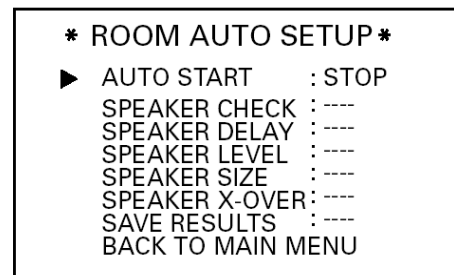 * ROOM AUTO SETUP *
► AUTO START : STOP
SPEAKER CHECK : ----
SPEAKER DELAY : ----
SPEAKER LEVEL : ----
SPEAKER SIZE : ----
SPEAKER X-OVER : ----
SAVE RESULTS : ----
BACK TO MAIN MENU